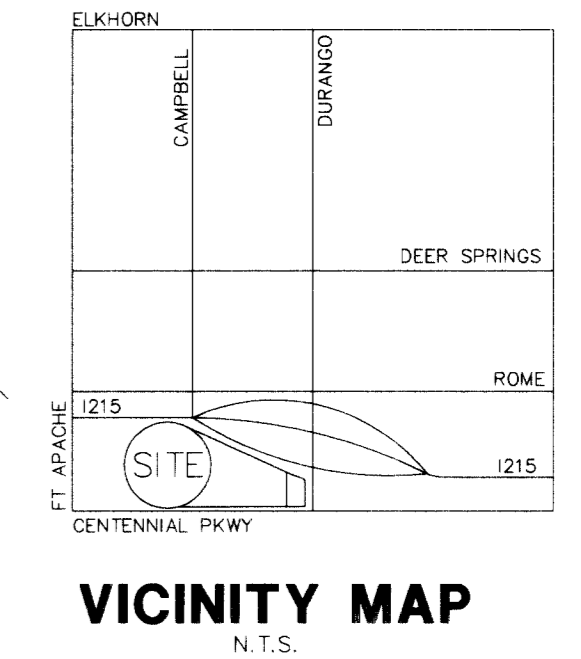 ELKHORN
CAMPBELL
DURANGO
DEER SPRINGS
ROME
I215
FT APACHE
SITE
I215
CENTENNIAL PKWY
VICINITY MAP
N.T.S.